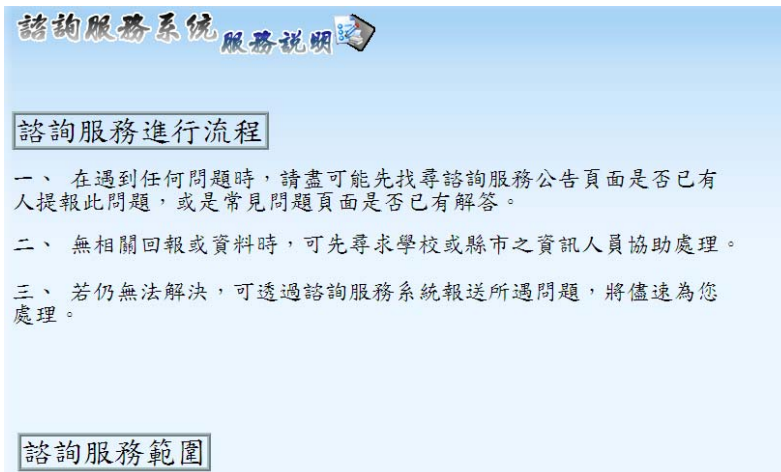 諮詢服務系統服務說明
諮詢服務進行流程
一、 在遇到任何問題時，請盡可能先找尋諮詢服務公告頁面是否已有
人提報此問題，或是常見問題頁面是否已有解答。
二、 無相關回報或資料時，可先尋求學校或縣市之資訊人員協助處理。
三、 若仍無法解決，可透過諮詢服務系統報送所遇問題，將儘速為您
處理。
諮詢服務範圍